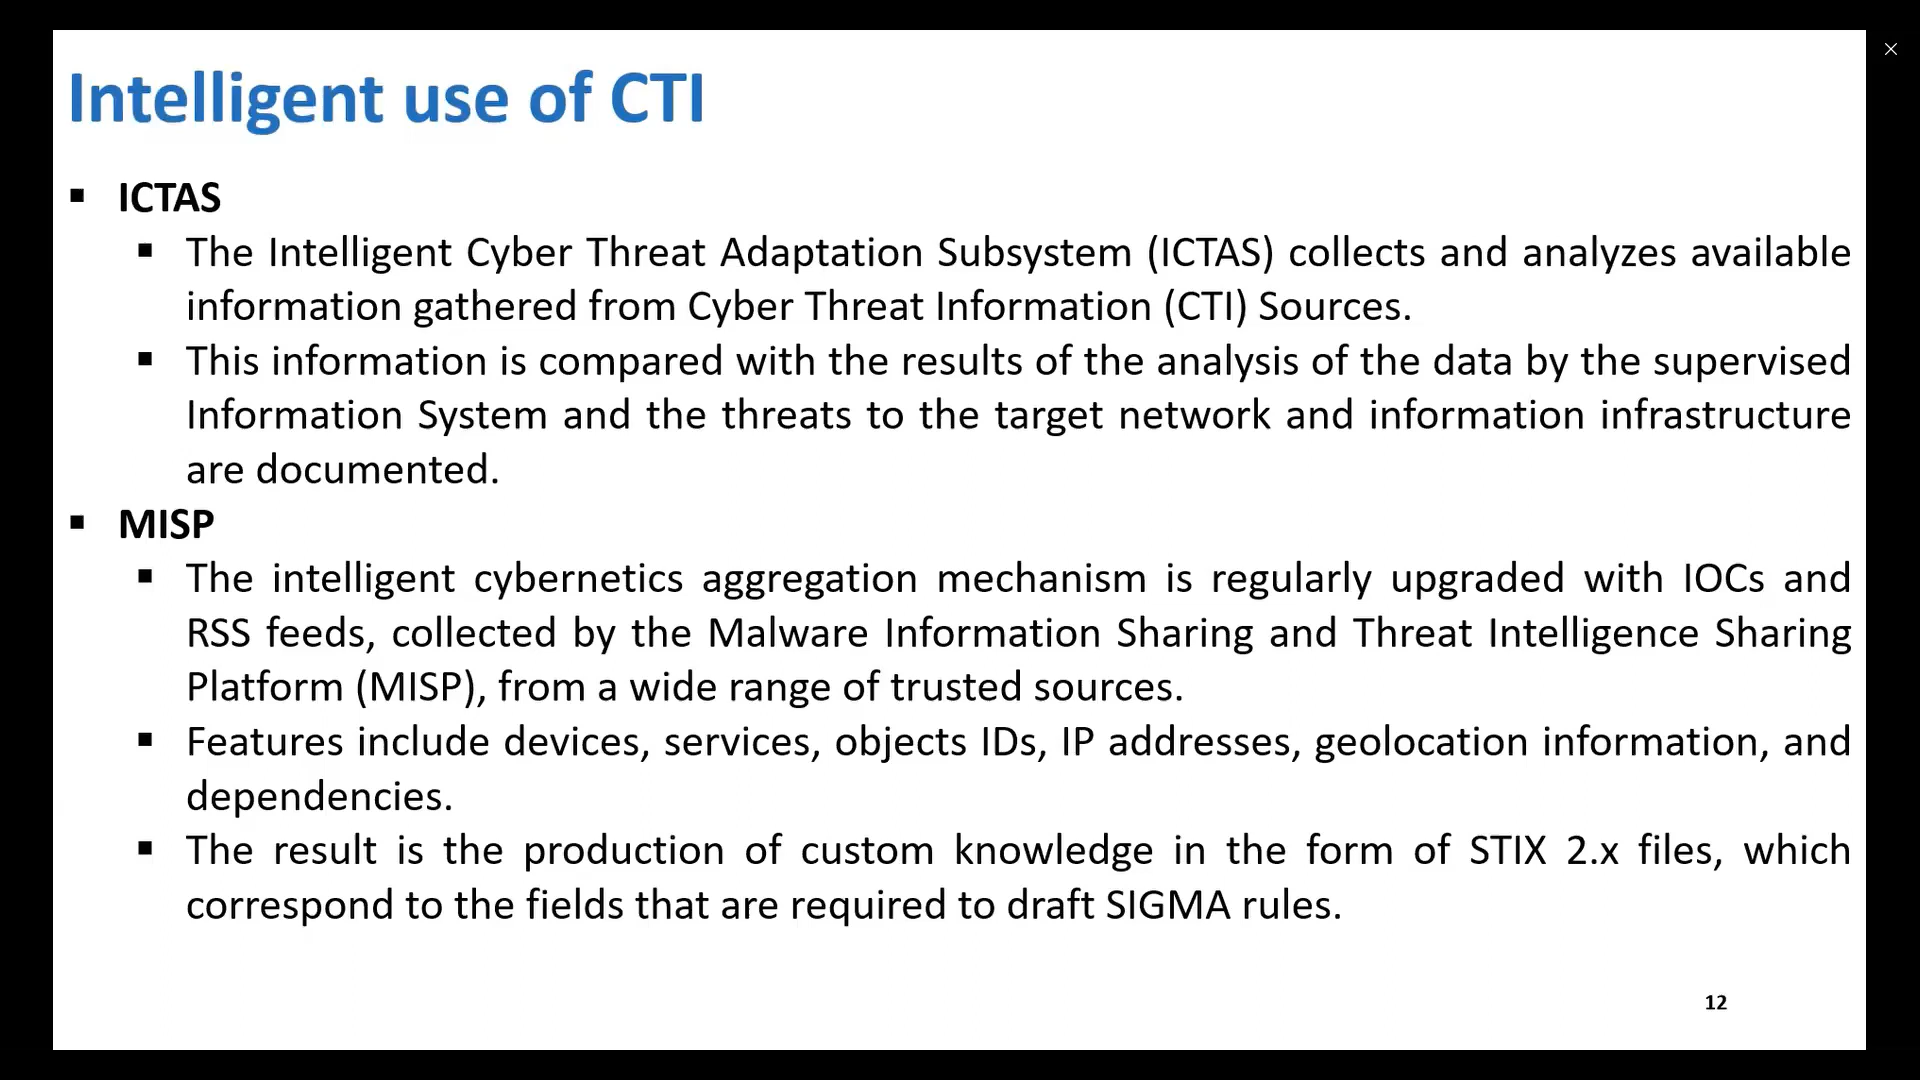 Intelligent use of CTI
▪ ICTAS
▪ The Intelligent Cyber Threat Adaptation Subsystem (ICTAS) collects and analyzes available
information gathered from Cyber Threat Information (CTI) Sources.
▪ This information is compared with the results of the analysis of the data by the supervised
Information System and the threats to the target network and information infrastructure
are documented.
▪ MISP
▪ The intelligent cybernetics aggregation mechanism is regularly upgraded with IOCs and
RSS feeds, collected by the Malware Information Sharing and Threat Intelligence Sharing
Platform (MISP), from a wide range of trusted sources.
▪ Features include devices, services, objects IDs, IP addresses, geolocation information, and
dependencies.
▪ The result is the production of custom knowledge in the form of STIX 2.x files, which
correspond to the fields that are required to draft SIGMA rules.
12